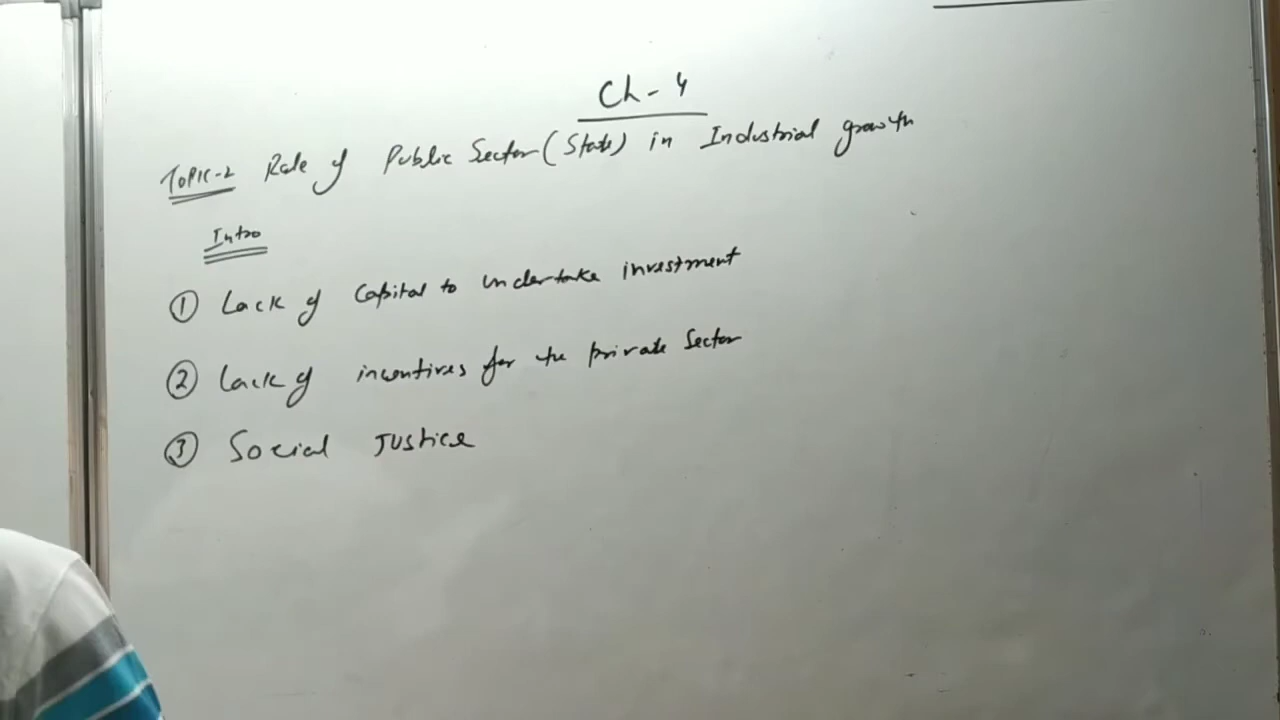 Ch - 4
TOPIC-2 Role of Public Sector (State) in Industrial growth
Intro
① Lack of Capital to undertake investment
② Lack of incentives for the private Sector
③ Social Justice